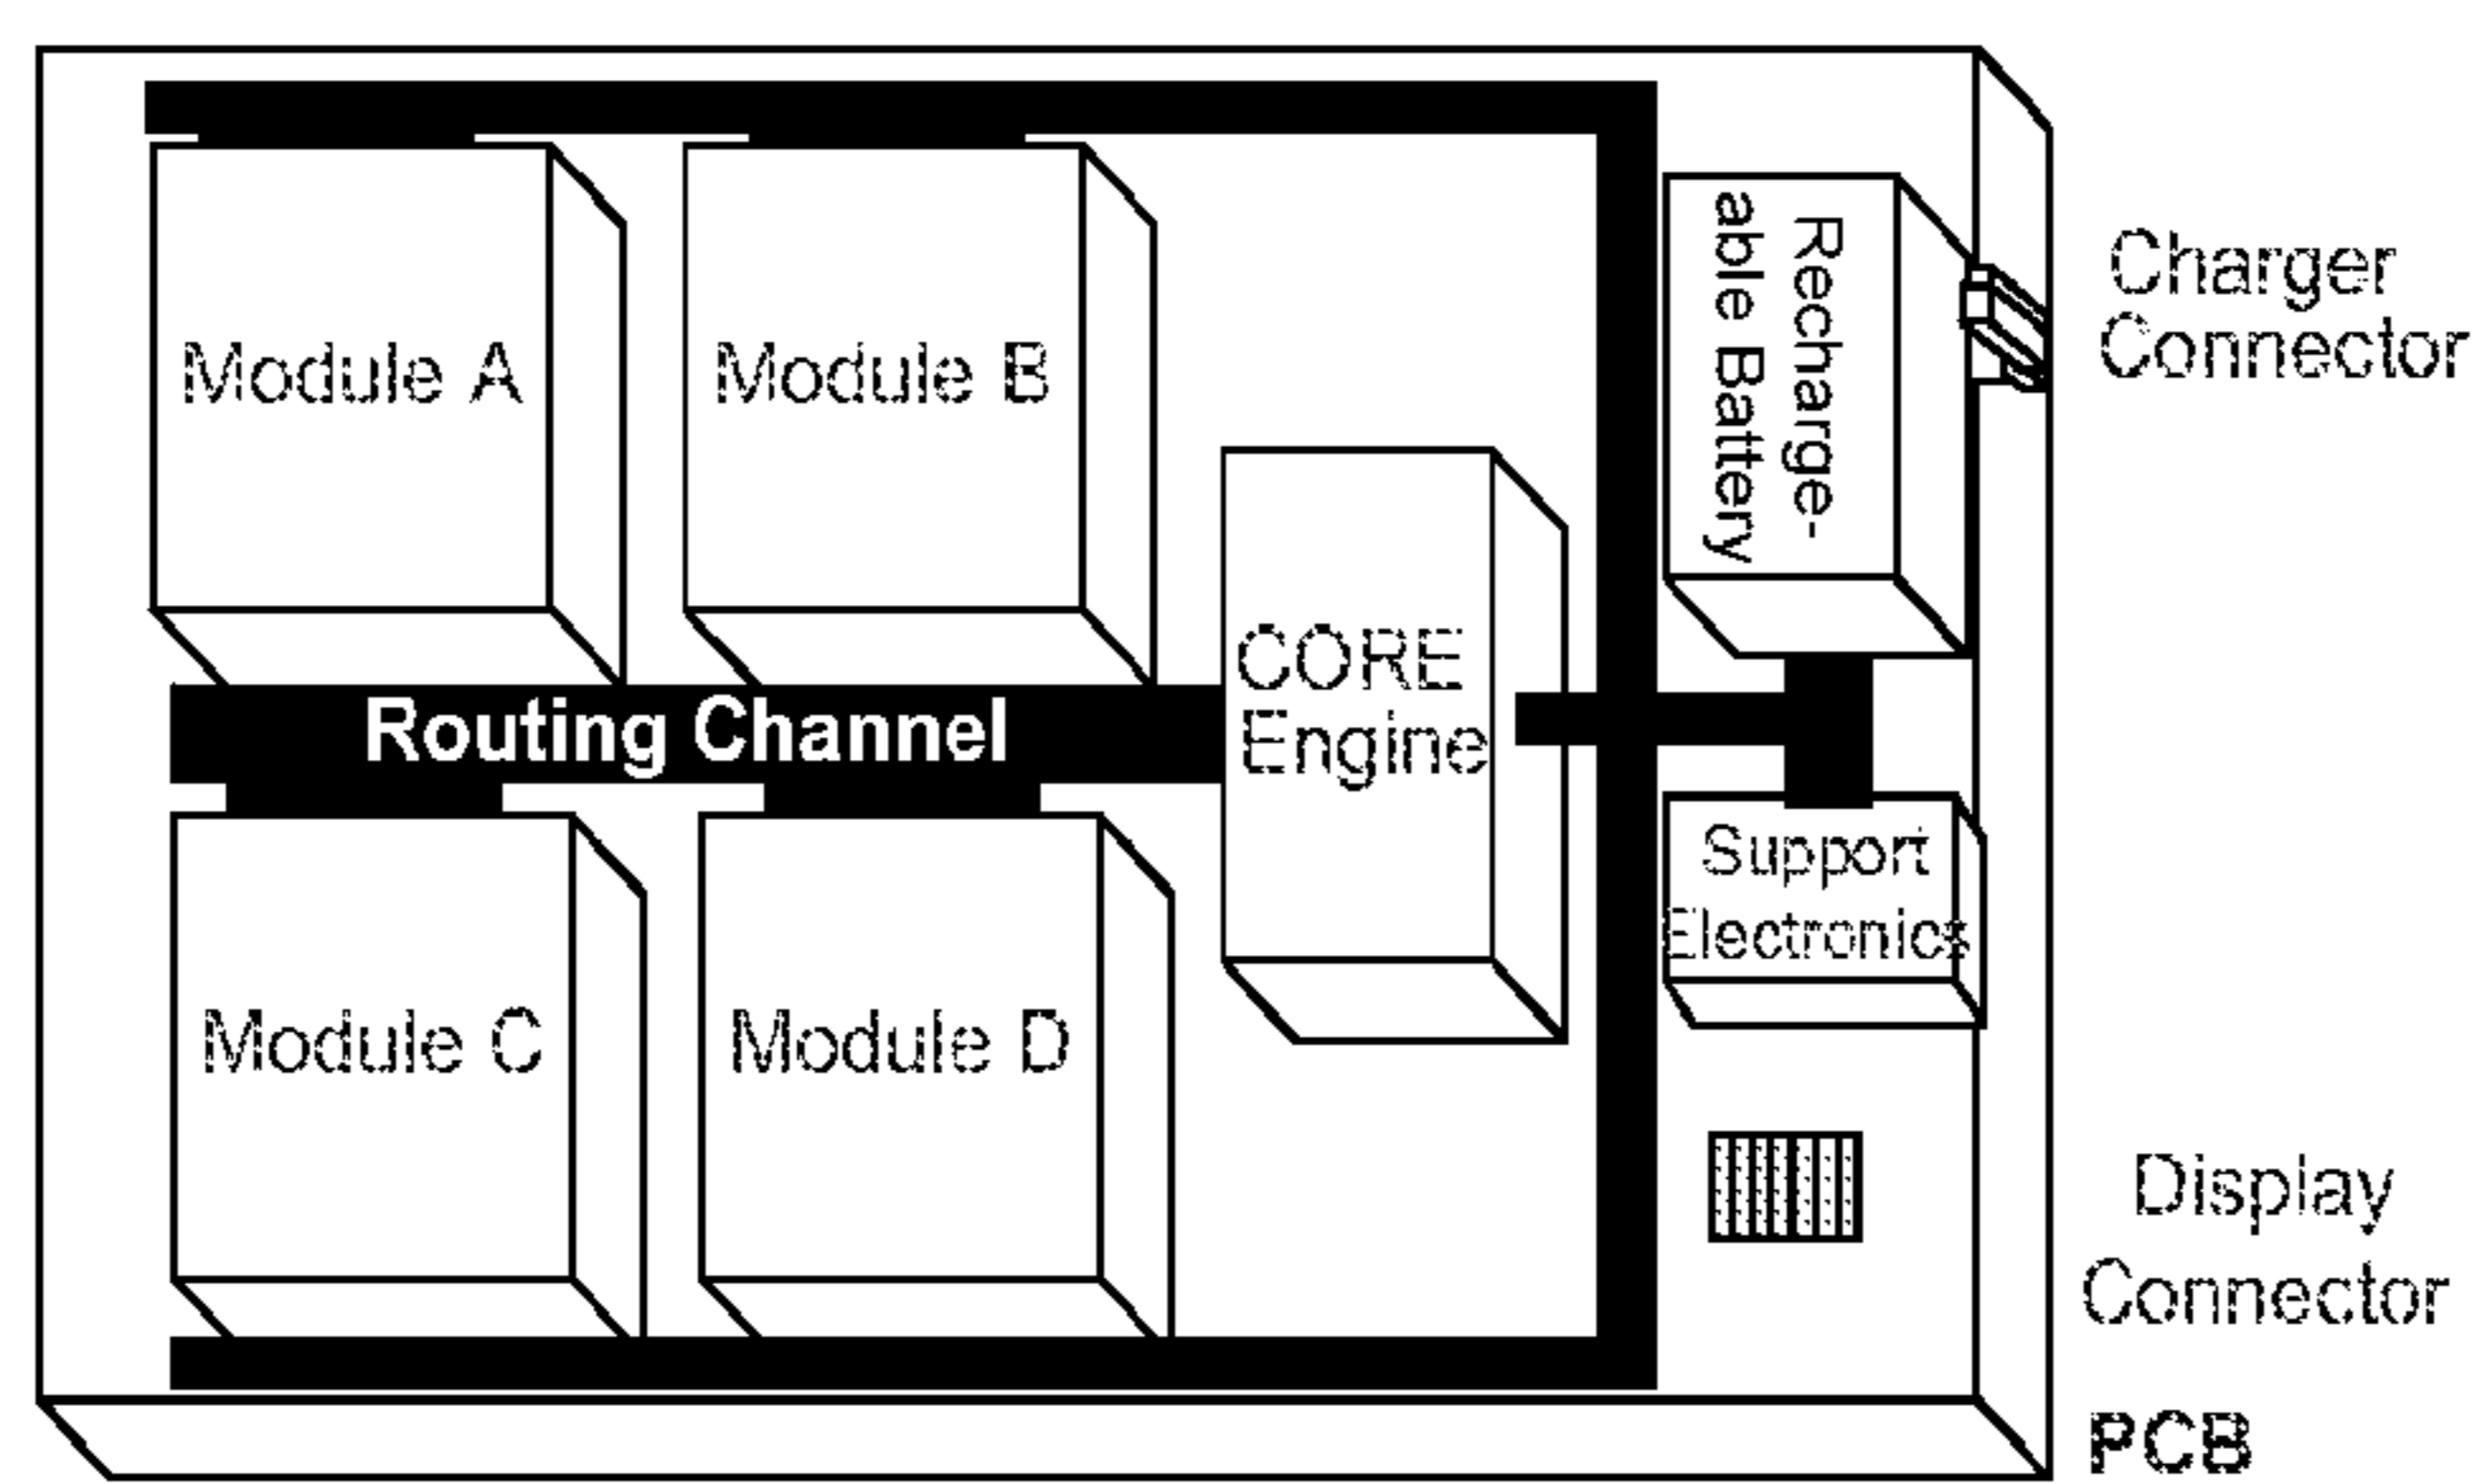 Module A
Module B
Recharge-
able Battery
Charger
Connector
CORE
Engine
Routing Channel
Support
Electronics
Module C
Module D
Display
Connector
PCB